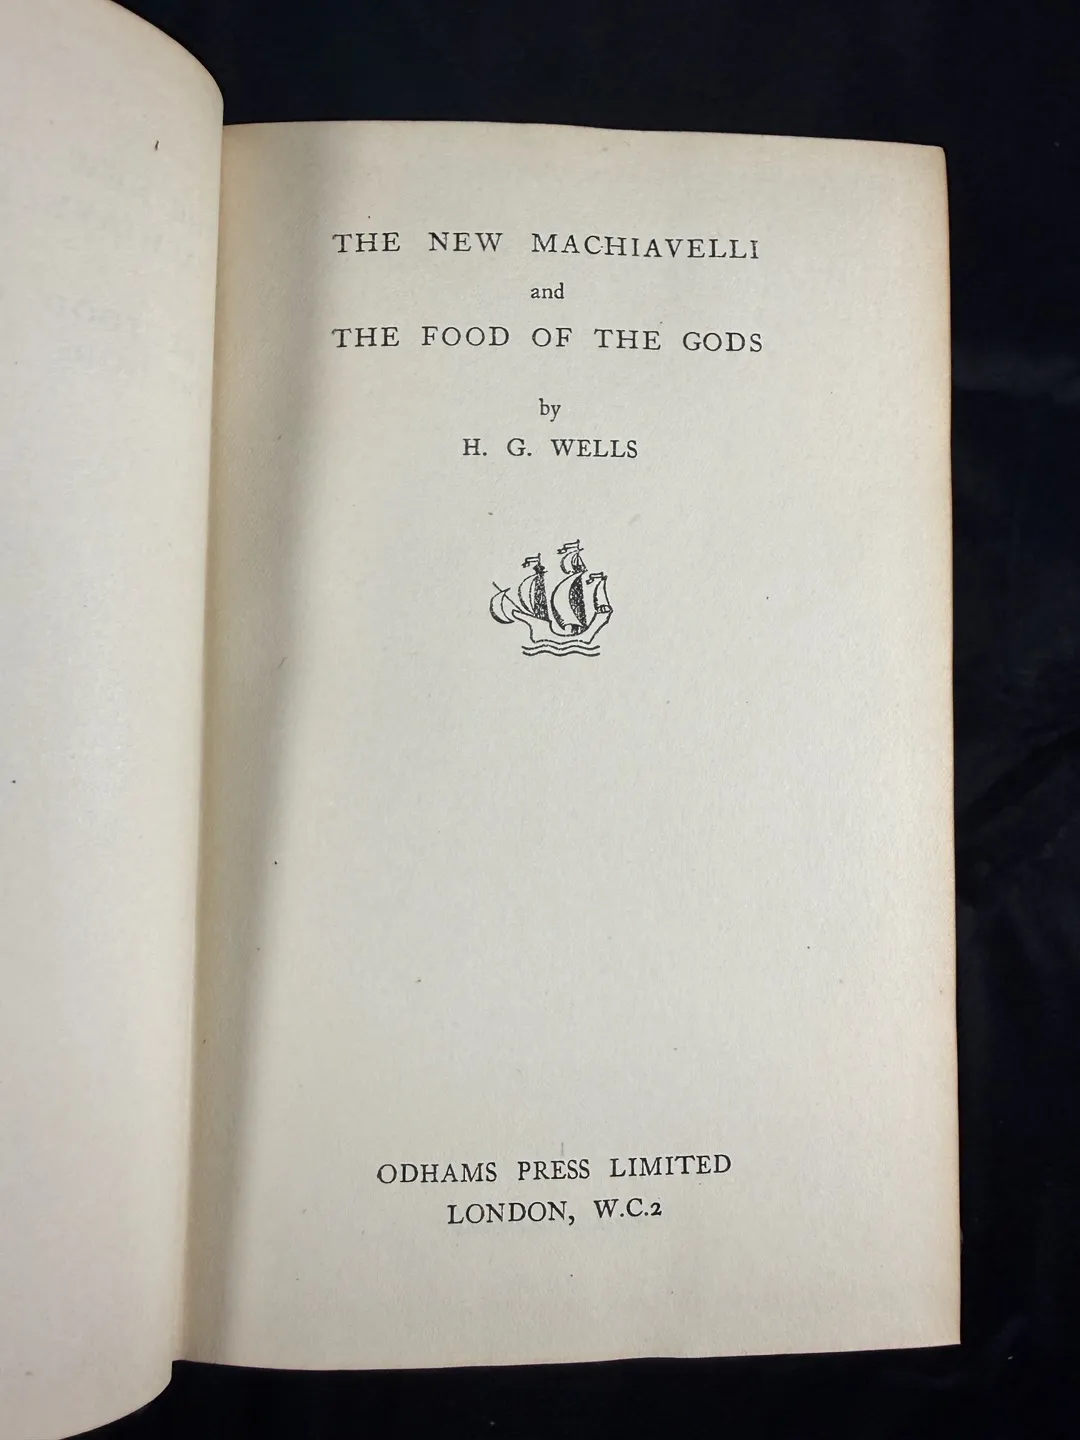 THE NEW MACHIAVELLI
and
THE FOOD OF THE GODS
by
H. G. WELLS
ODHAMS PRESS LIMITED
LONDON, W.C.2